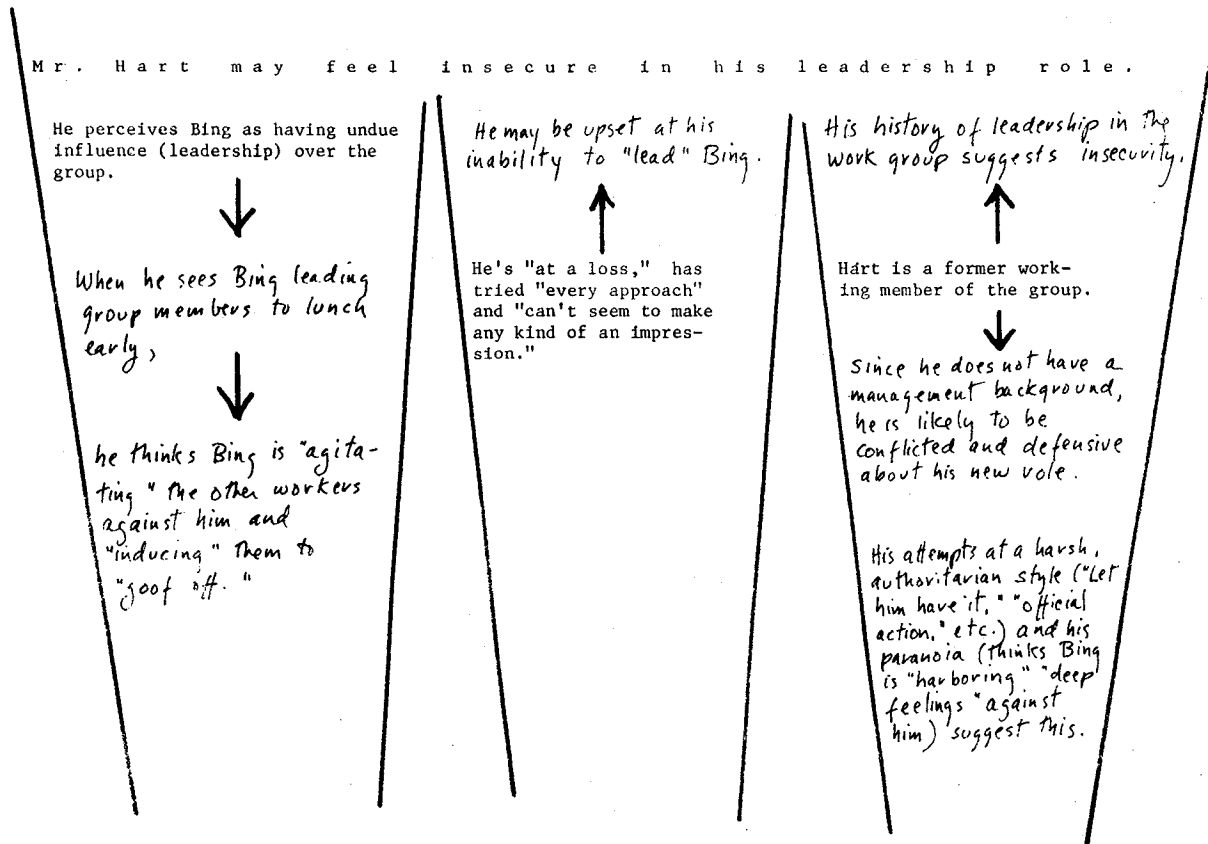 Mr. Hart may feel insecure in his leadership role.
He perceives Bing as having undue
influence (leadership) over the
group.
When he sees Bing leading
group members to lunch
early,
he thinks Bing is "agita-
ting" the other workers
against him and
"inducing" them to
"goof off."
He may be upset at his
inability to "lead" Bing.
He's "at a loss," has
tried "every approach"
and "can't seem to make
any kind of an impres-
sion."
His history of leadership in the
work group suggests insecurity.
Hart is a former work-
ing member of the group.
Since he does not have a
management background,
he is likely to be
conflicted and defensive
about his new role.
His attempts at a harsh,
authoritarian style ("Let
him have it," "official
action," etc.) and his
paranoia (thinks Bing
is "harboring" "deep
feelings" against
him) suggest this.